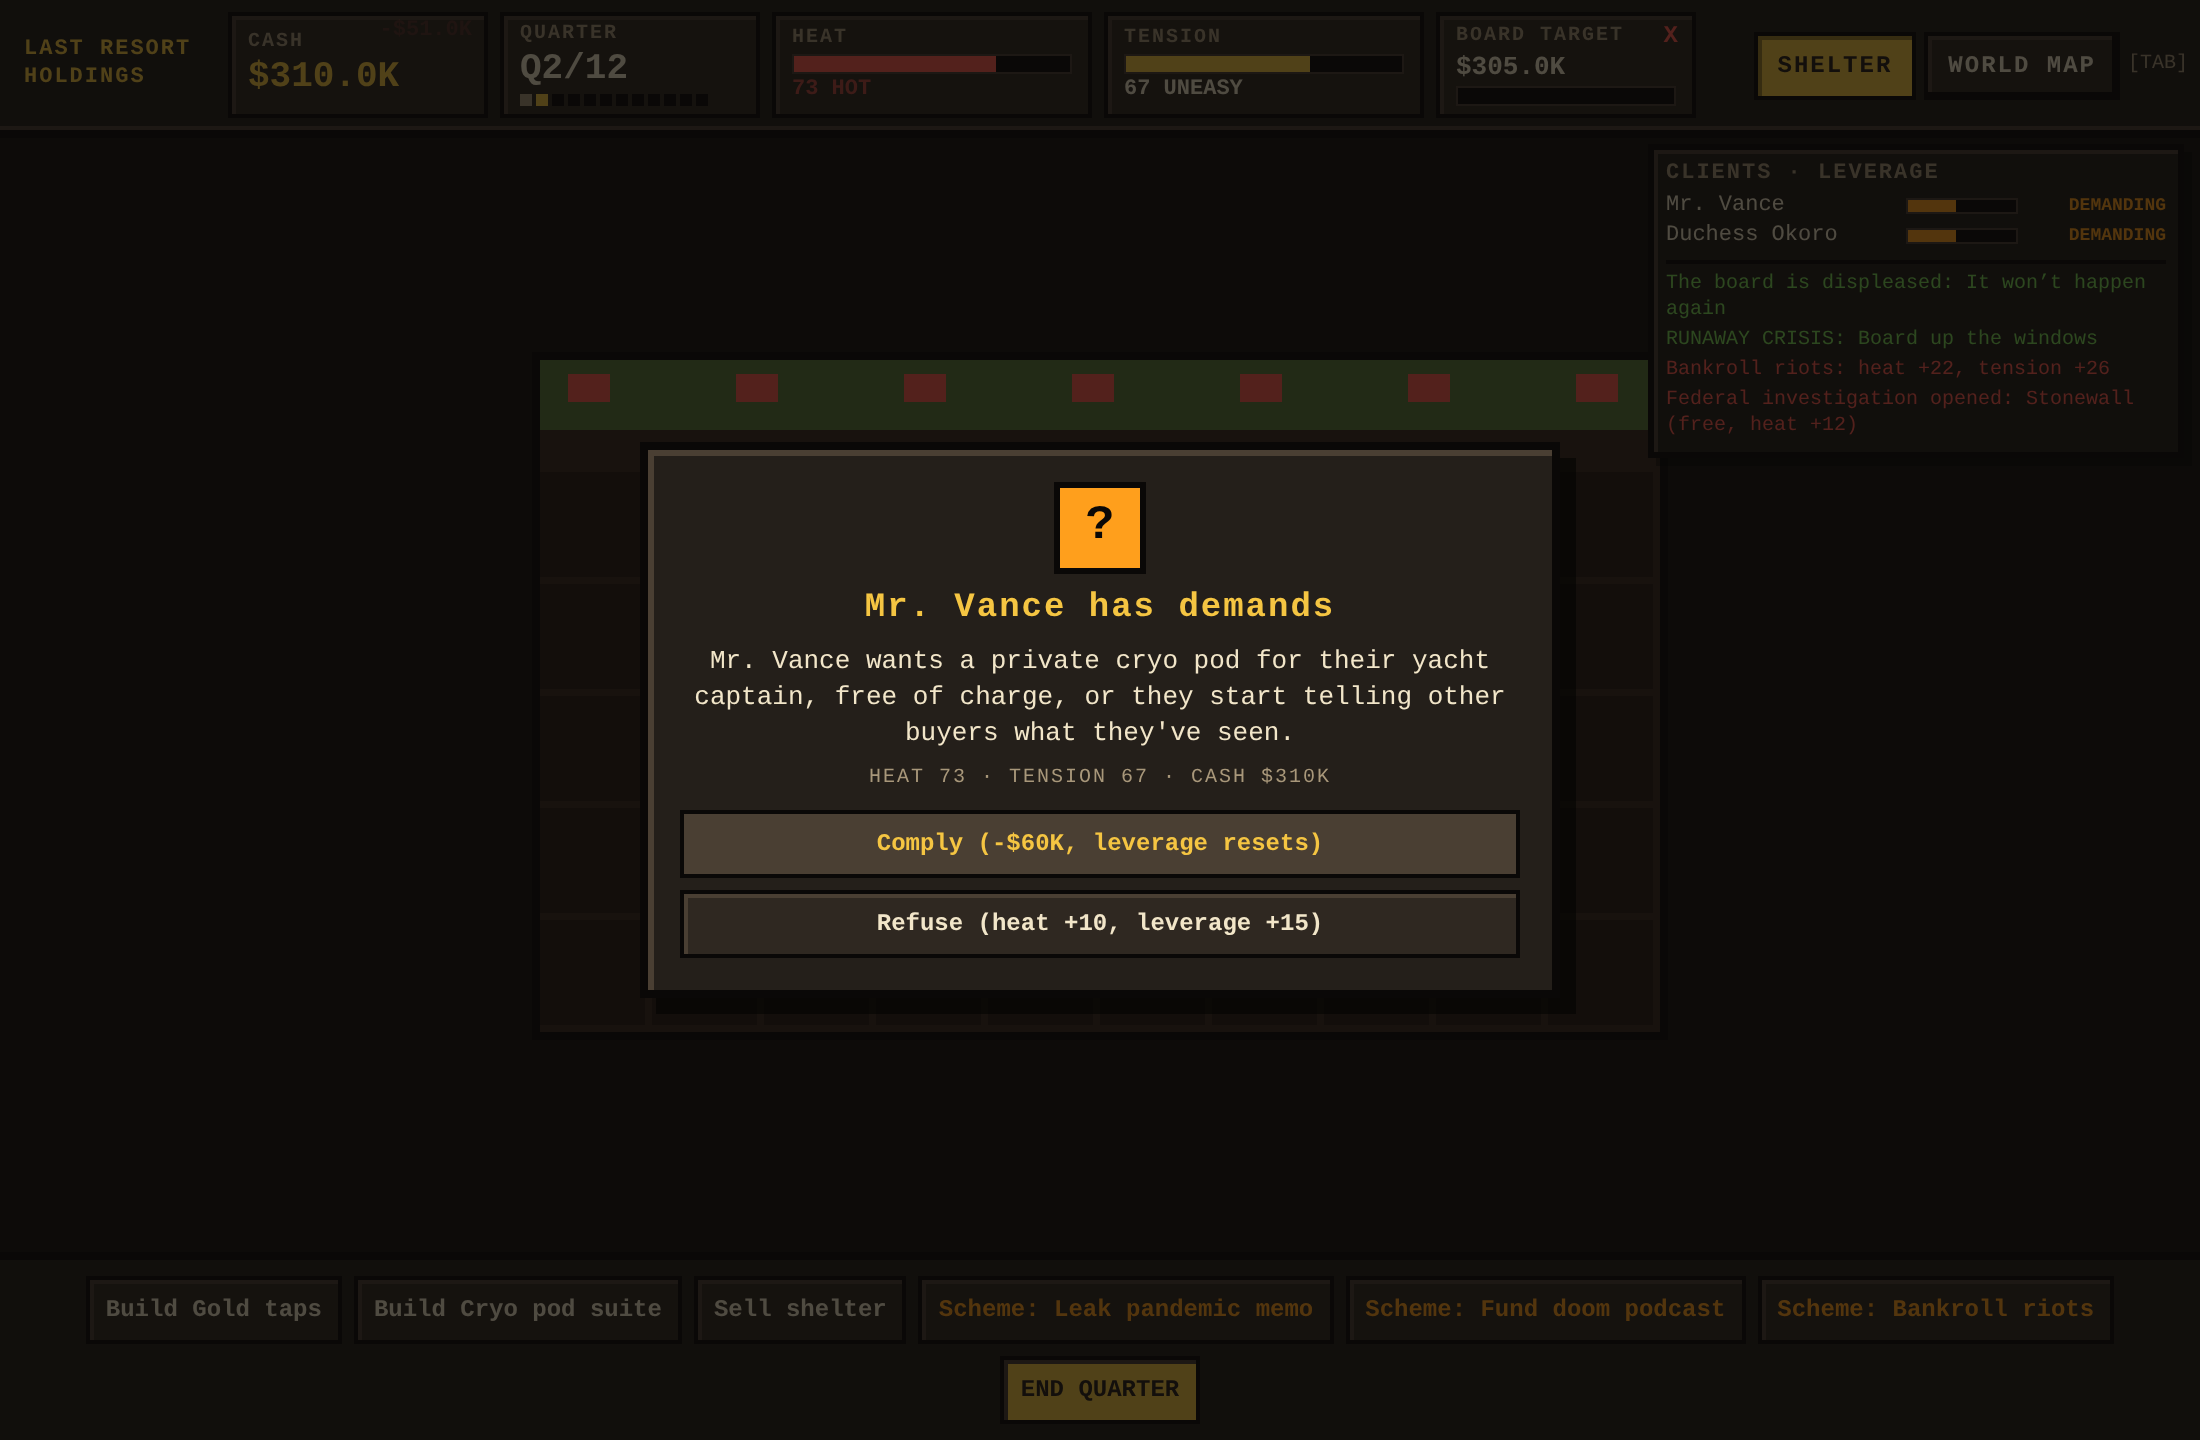 LAST RESORT
HOLDINGS
CASH
-$51.0K
$310.0K
QUARTER
Q2/12
HEAT
73 HOT
TENSION
67 UNEASY
BOARD TARGET
X
$305.0K
SHELTER
WORLD MAP
[TAB]
CLIENTS · LEVERAGE
Mr. Vance DEMANDING
Duchess Okoro DEMANDING
The board is displeased: It won’t happen
again
RUNAWAY CRISIS: Board up the windows
Bankroll riots: heat +22, tension +26
Federal investigation opened: Stonewall
(free, heat +12)
?
Mr. Vance has demands
Mr. Vance wants a private cryo pod for their yacht
captain, free of charge, or they start telling other
buyers what they've seen.
HEAT 73 · TENSION 67 · CASH $310K
Comply (-$60K, leverage resets)
Refuse (heat +10, leverage +15)
Build Gold taps
Build Cryo pod suite
Sell shelter
Scheme: Leak pandemic memo
Scheme: Fund doom podcast
Scheme: Bankroll riots
END QUARTER